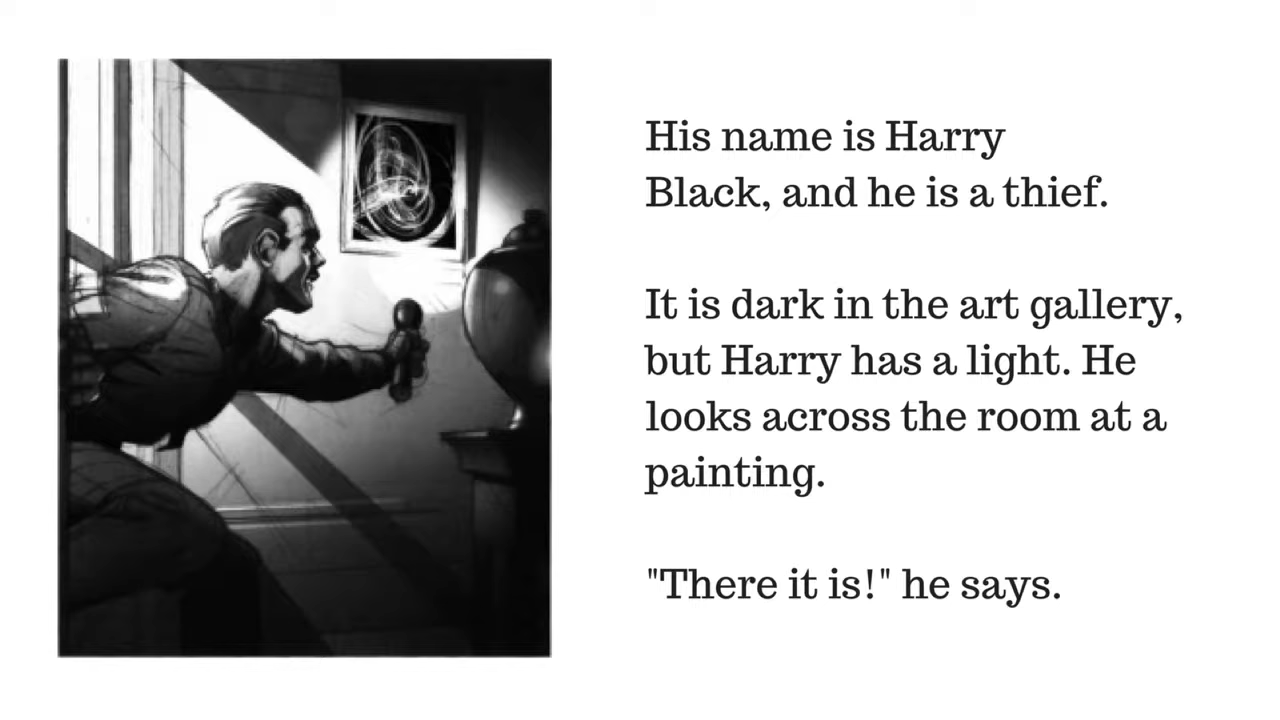 His name is Harry
Black, and he is a thief.
It is dark in the art gallery,
but Harry has a light. He
looks across the room at a
painting.
"There it is!" he says.